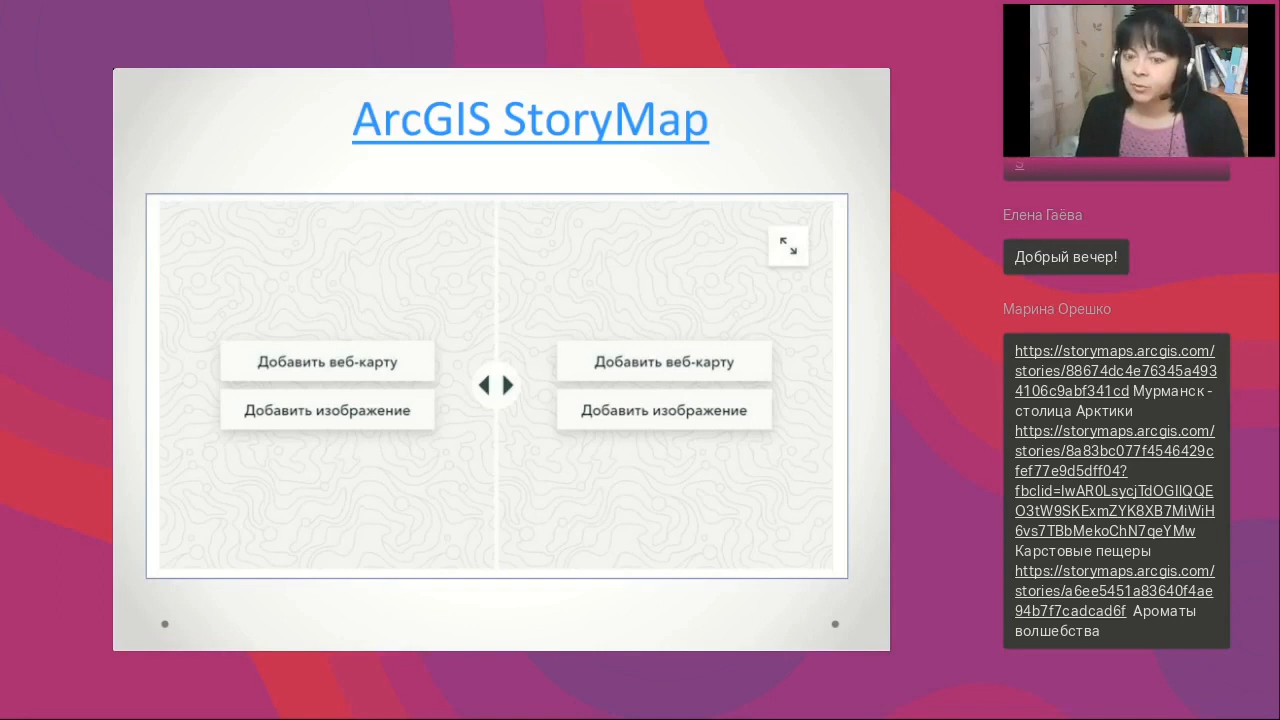 ArcGIS StoryMap
Добавить веб-карту
Добавить изображение
Добавить веб-карту
Добавить изображение
S
Елена Гаёва
Добрый вечер!
Марина Орешко
https://storymaps.arcgis.com/
stories/88674dc4e76345a493
4106c9abf341cd Мурманск -
столица Арктики
https://storymaps.arcgis.com/
stories/8a83bc077f4546429c
fef77e9d5dff04?
fbclid=IwAR0LsycjTdOGIlQQE
O3tW9SKExmZYK8XB7MiWiH
6vs7TBbMekoChN7qeYMw
Карстовые пещеры
https://storymaps.arcgis.com/
stories/a6ee5451a83640f4ae
94b7f7cadcad6f Ароматы
волшебства